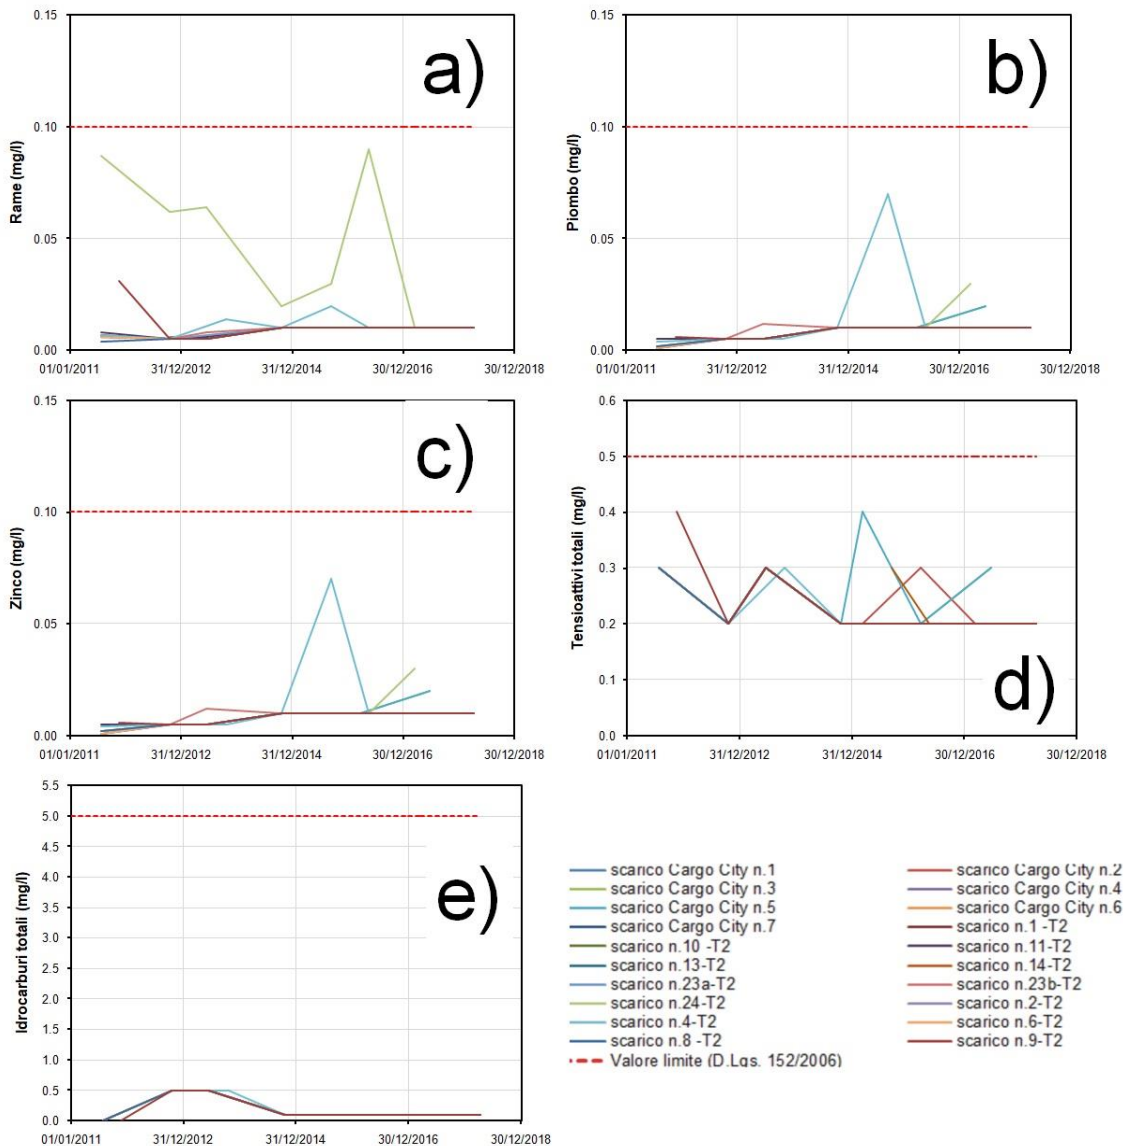 a)
Rame (mg/l)
0.15
0.10
0.05
0.00
01/01/2011 31/12/2012 31/12/2014 30/12/2016 30/12/2018
b)
Piombo (mg/l)
0.15
0.10
0.05
0.00
01/01/2011 31/12/2012 31/12/2014 30/12/2016 30/12/2018
c)
Zinco (mg/l)
0.15
0.10
0.05
0.00
01/01/2011 31/12/2012 31/12/2014 30/12/2016 30/12/2018
d)
Tensioattivi totali (mg/l)
0.6
0.5
0.4
0.3
0.2
0.1
0.0
01/01/2011 31/12/2012 31/12/2014 30/12/2016 30/12/2018
e)
Idrocarburi totali (mg/l)
5.5
5.0
4.5
4.0
3.5
3.0
2.5
2.0
1.5
1.0
0.5
0.0
01/01/2011 31/12/2012 31/12/2014 30/12/2016 30/12/2018
scarico Cargo City n.1 scarico Cargo City n.2
scarico Cargo City n.3 scarico Cargo City n.4
scarico Cargo City n.5 scarico Cargo City n.6
scarico Cargo City n.7 scarico n.1 -T2
scarico n.10 -T2 scarico n.11-T2
scarico n.13-T2 scarico n.14-T2
scarico n.23a-T2 scarico n.23b-T2
scarico n.24-T2 scarico n.2-T2
scarico n.4-T2 scarico n.6-T2
scarico n.8 -T2 scarico n.9-T2
Valore limite (D.Lgs. 152/2006)